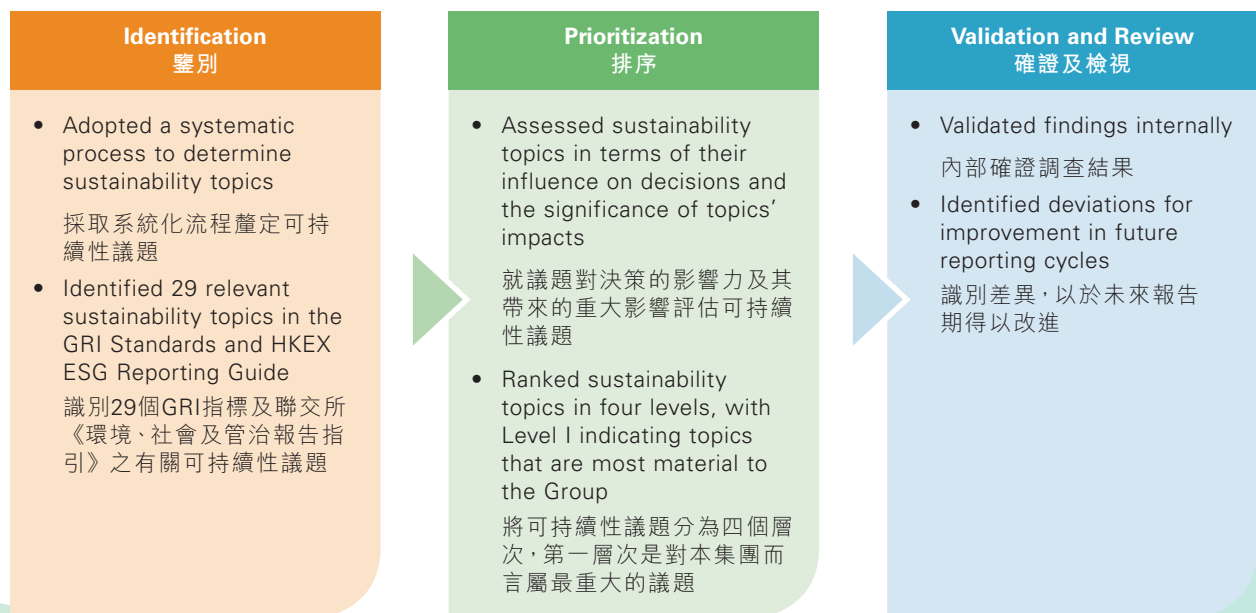 Identification
鑒別
• Adopted a systematic
process to determine
sustainability topics
採取系統化流程釐定可持
續性議題
• Identified 29 relevant
sustainability topics in the
GRI Standards and HKEX
ESG Reporting Guide
識別29個GRI指標及聯交所
《環境、社會及管治報告指
引》之有關可持續性議題
Prioritization
排序
• Assessed sustainability
topics in terms of their
influence on decisions and
the significance of topics’
impacts
就議題對決策的影響力及其
帶來的重大影響評估可持續
性議題
• Ranked sustainability
topics in four levels, with
Level I indicating topics
that are most material to
the Group
將可持續性議題分為四個層
次，第一層次是對本集團而
言屬最重大的議題
Validation and Review
確證及檢視
• Validated findings internally
內部確證調查結果
• Identified deviations for
improvement in future
reporting cycles
識別差異，以於未來報告
期得以改進